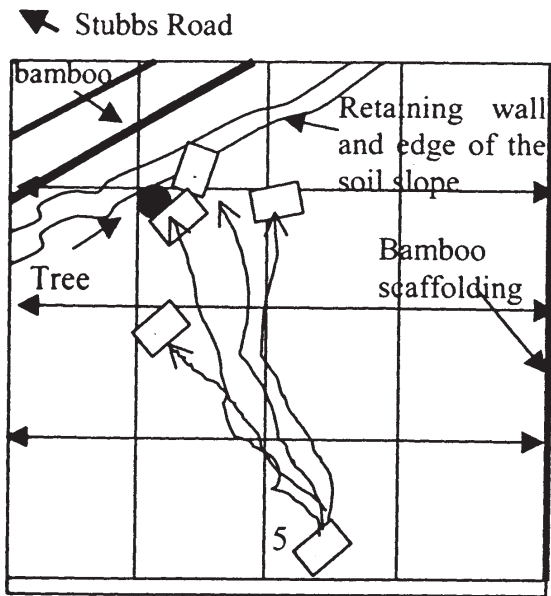 Stubbs Road
bamboo
Retaining wall
and edge of the
soil slope
Tree
Bamboo
scaffolding
5